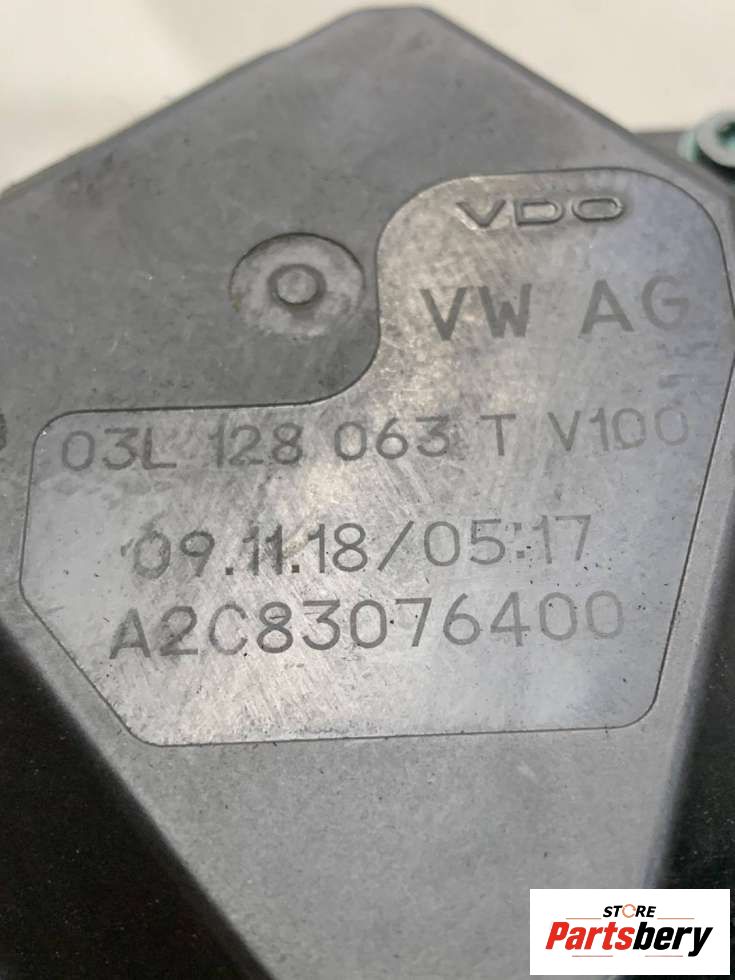 VDO
VW AG
03L 128 063 T V100
09.11.18/05:17
A2C83076400
STORE
Partsbery